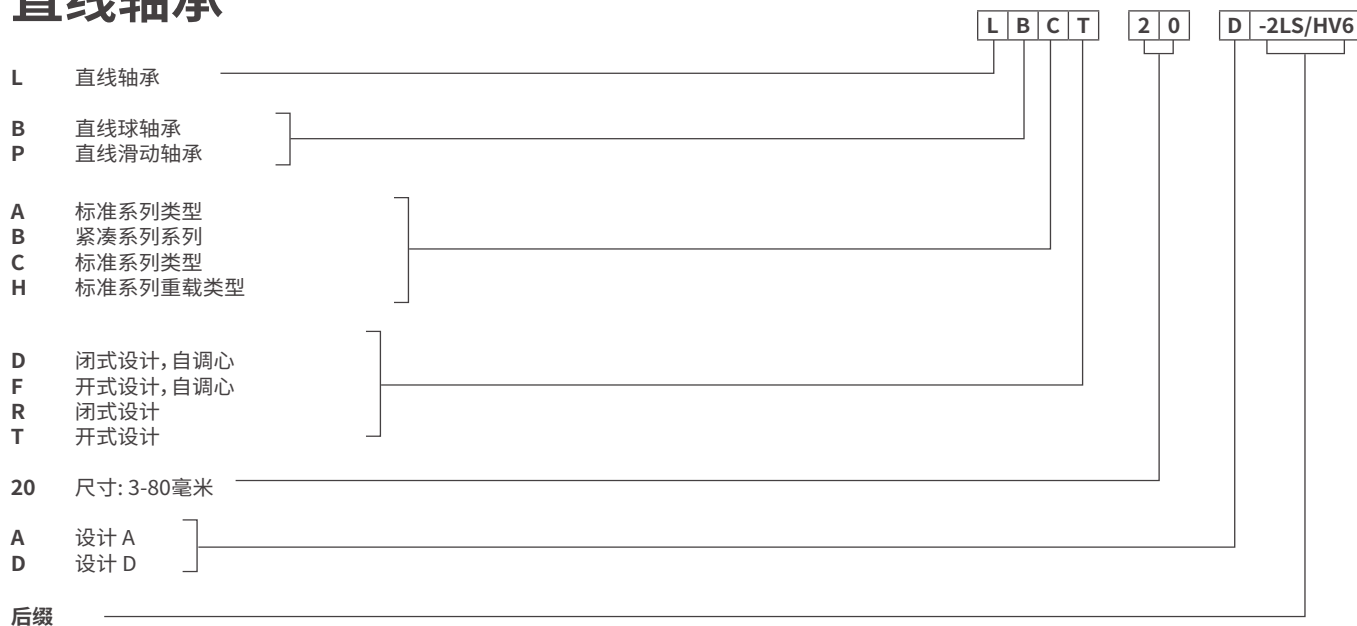 直线轴承
L B C T 2 0 D -2LS/HV6
L 直线轴承
B 直线球轴承
P 直线滑动轴承
A 标准系列类型
B 紧凑系列系列
C 标准系列类型
H 标准系列重载类型
D 闭式设计，自调心
F 开式设计，自调心
R 闭式设计
T 开式设计
20 尺寸: 3-80毫米
A 设计 A
D 设计 D
后缀